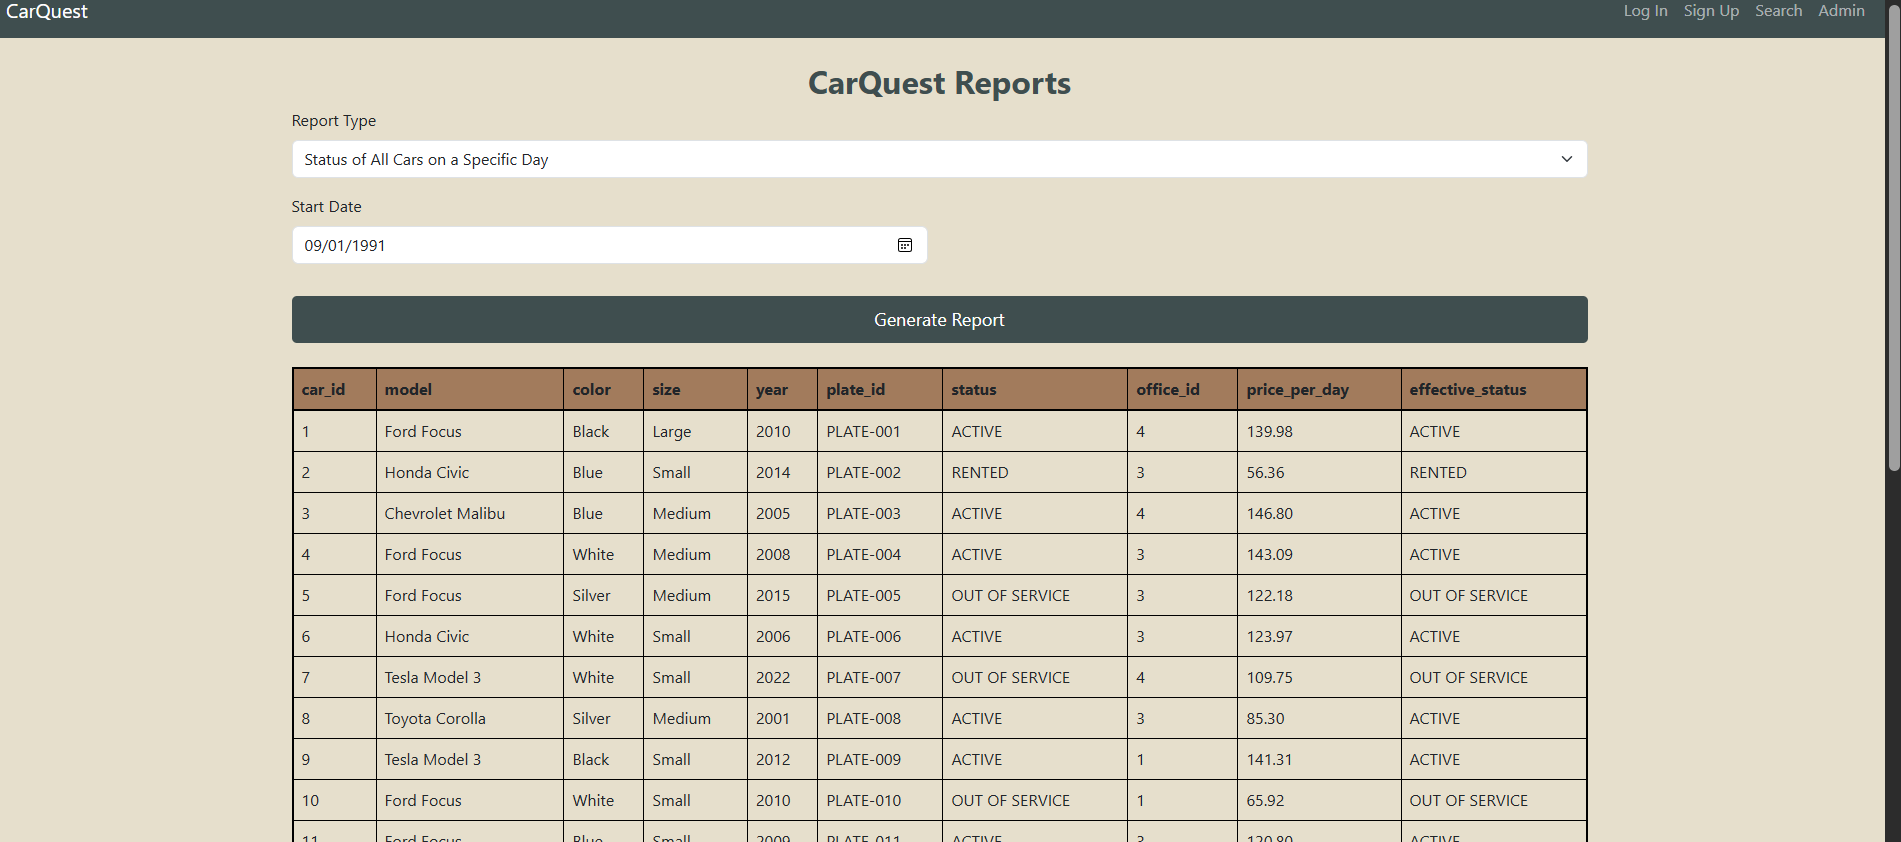 CarQuest Log In Sign Up Search Admin
CarQuest Reports
Report Type
Status of All Cars on a Specific Day
Start Date
09/01/1991
Generate Report
car_id model color size year plate_id status office_id price_per_day effective_status
1 Ford Focus Black Large 2010 PLATE-001 ACTIVE 4 139.98 ACTIVE
2 Honda Civic Blue Small 2014 PLATE-002 RENTED 3 56.36 RENTED
3 Chevrolet Malibu Blue Medium 2005 PLATE-003 ACTIVE 4 146.80 ACTIVE
4 Ford Focus White Medium 2008 PLATE-004 ACTIVE 3 143.09 ACTIVE
5 Ford Focus Silver Medium 2015 PLATE-005 OUT OF SERVICE 3 122.18 OUT OF SERVICE
6 Honda Civic White Small 2006 PLATE-006 ACTIVE 3 123.97 ACTIVE
7 Tesla Model 3 White Small 2022 PLATE-007 OUT OF SERVICE 4 109.75 OUT OF SERVICE
8 Toyota Corolla Silver Medium 2001 PLATE-008 ACTIVE 3 85.30 ACTIVE
9 Tesla Model 3 Black Small 2012 PLATE-009 ACTIVE 1 141.31 ACTIVE
10 Ford Focus White Small 2010 PLATE-010 OUT OF SERVICE 1 65.92 OUT OF SERVICE
11 Ford Focus Blue Small 2009 PLATE-011 ACTIVE 3 ACTIVE